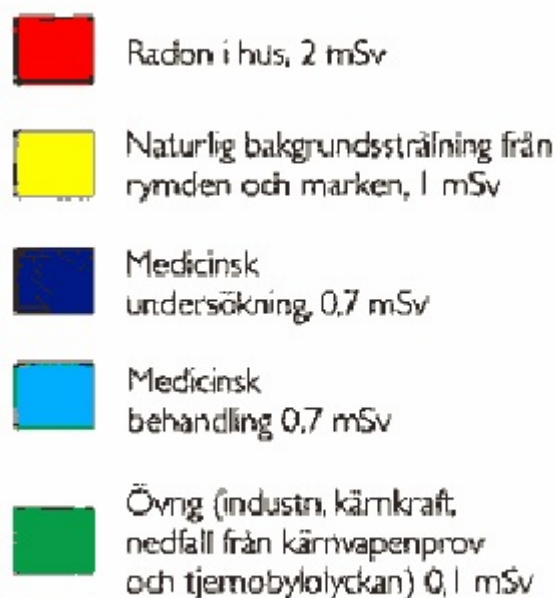 Radon i hus, 2 mSv
Naturlig bakgrundsstrålning från
rymden och marken, 1 mSv
Medicinsk
undersökning, 0,7 mSv
Medicinsk
behandling 0,7 mSv
Övrig (industri, kärnkraft,
nedfall från kärnvapenprov
och tjernobylolyckan) 0,1 mSv